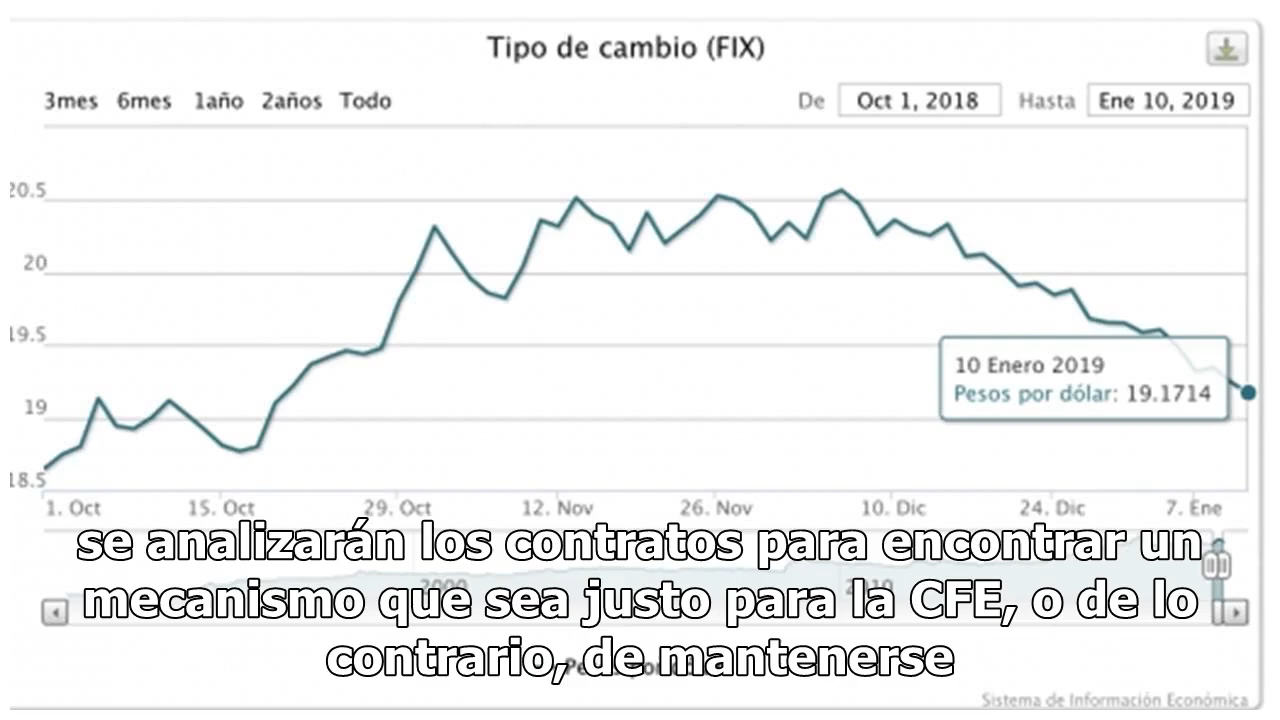 Tipo de cambio (FIX)
3mes 6mes 1año 2años Todo De Oct 1, 2018 Hasta Ene 10, 2019
20.5
20
19.5
19
18.5
10 Enero 2019
Pesos por dólar: 19.1714
1. Oct 15. Oct 29. Oct 12. Nov 26. Nov 10. Dic 24. Dic 7. Ene
se analizarán los contratos para encontrar un
mecanismo que sea justo para la CFE, o de lo
contrario, de mantenerse
Sistema de Información Económica